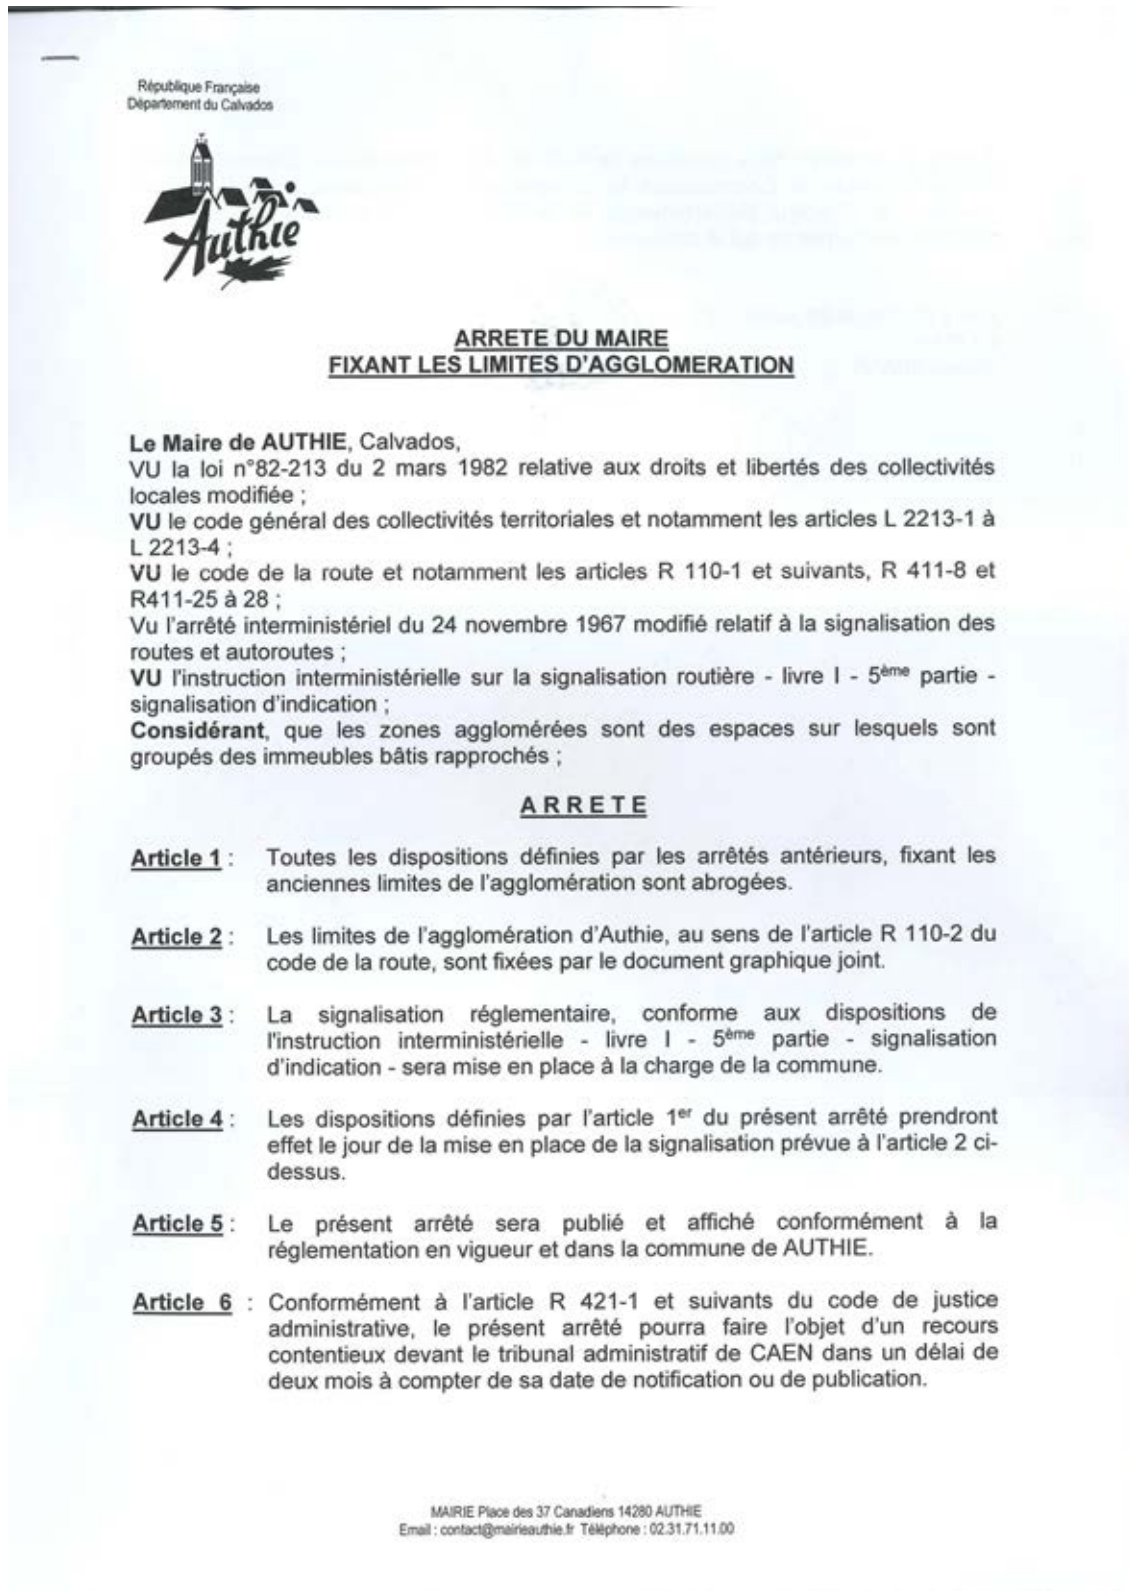 République Française
Département du Calvados
Authie
ARRETE DU MAIRE
FIXANT LES LIMITES D'AGGLOMERATION
Le Maire de AUTHIE, Calvados,
VU la loi n°82-213 du 2 mars 1982 relative aux droits et libertés des collectivités
locales modifiée ;
VU le code général des collectivités territoriales et notamment les articles L 2213-1 à
L 2213-4 ;
VU le code de la route et notamment les articles R 110-1 et suivants, R 411-8 et
R411-25 à 28 ;
Vu l'arrêté interministériel du 24 novembre 1967 modifié relatif à la signalisation des
routes et autoroutes ;
VU l'instruction interministérielle sur la signalisation routière - livre I - 5ème partie -
signalisation d'indication ;
Considérant, que les zones agglomérées sont des espaces sur lesquels sont
groupés des immeubles bâtis rapprochés ;
ARRETE
Article 1 : Toutes les dispositions définies par les arrêtés antérieurs, fixant les
anciennes limites de l'agglomération sont abrogées.
Article 2 : Les limites de l'agglomération d'Authie, au sens de l'article R 110-2 du
code de la route, sont fixées par le document graphique joint.
Article 3 : La signalisation réglementaire, conforme aux dispositions de
l'instruction interministérielle - livre I - 5ème partie - signalisation
d'indication - sera mise en place à la charge de la commune.
Article 4 : Les dispositions définies par l'article 1er du présent arrêté prendront
effet le jour de la mise en place de la signalisation prévue à l'article 2 ci-
dessus.
Article 5 : Le présent arrêté sera publié et affiché conformément à la
réglementation en vigueur et dans la commune de AUTHIE.
Article 6 : Conformément à l'article R 421-1 et suivants du code de justice
administrative, le présent arrêté pourra faire l'objet d'un recours
contentieux devant le tribunal administratif de CAEN dans un délai de
deux mois à compter de sa date de notification ou de publication.
MAIRIE Place des 37 Canadiens 14280 AUTHIE
Email : contact@mairieauthie.fr Téléphone : 02.31.71.11.00